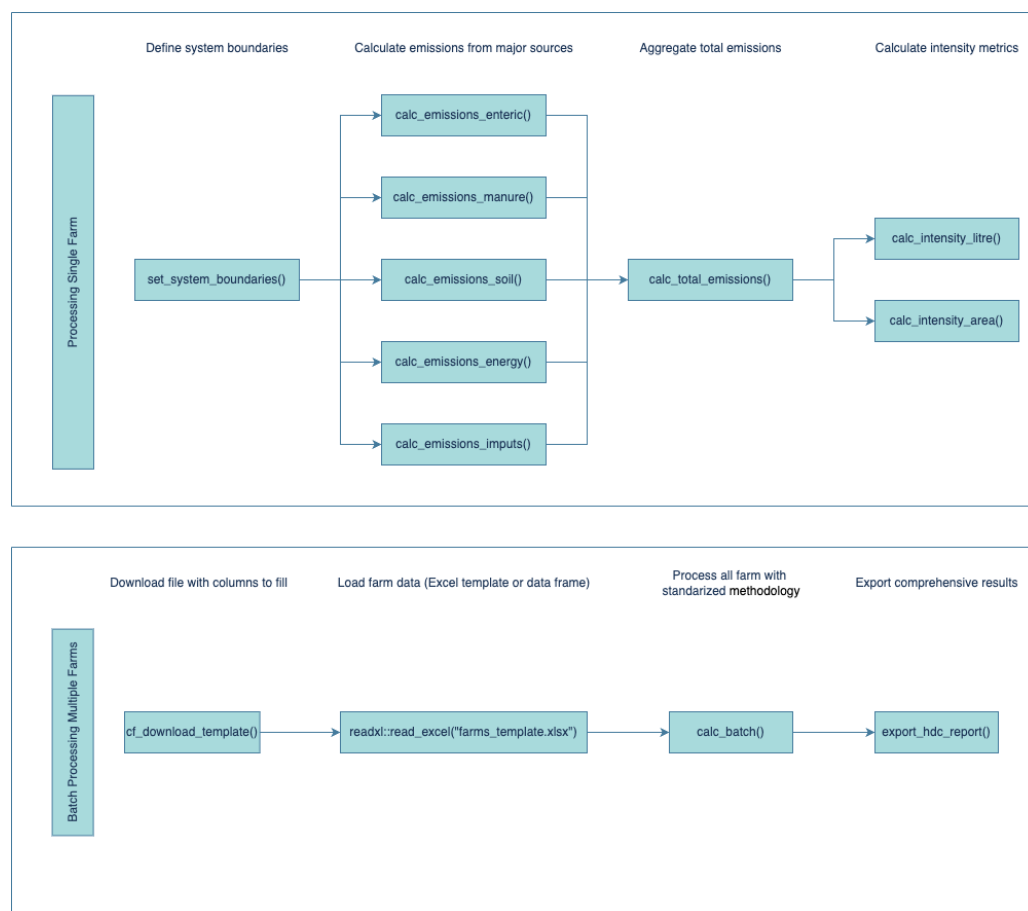 Define system boundaries
Calculate emissions from major sources
Aggregate total emissions
Calculate intensity metrics
Processing Single Farm
set_system_boundaries()
calc_emissions_enteric()
calc_emissions_manure()
calc_emissions_soil()
calc_emissions_energy()
calc_emissions_imputs()
calc_total_emissions()
calc_intensity_litre()
calc_intensity_area()
Download file with columns to fill
Load farm data (Excel template or data frame)
Process all farm with
standarized methodology
Export comprehensive results
Batch Processing Multiple Farms
cf_download_template()
readxl::read_excel("farms_template.xlsx")
calc_batch()
export_hdc_report()